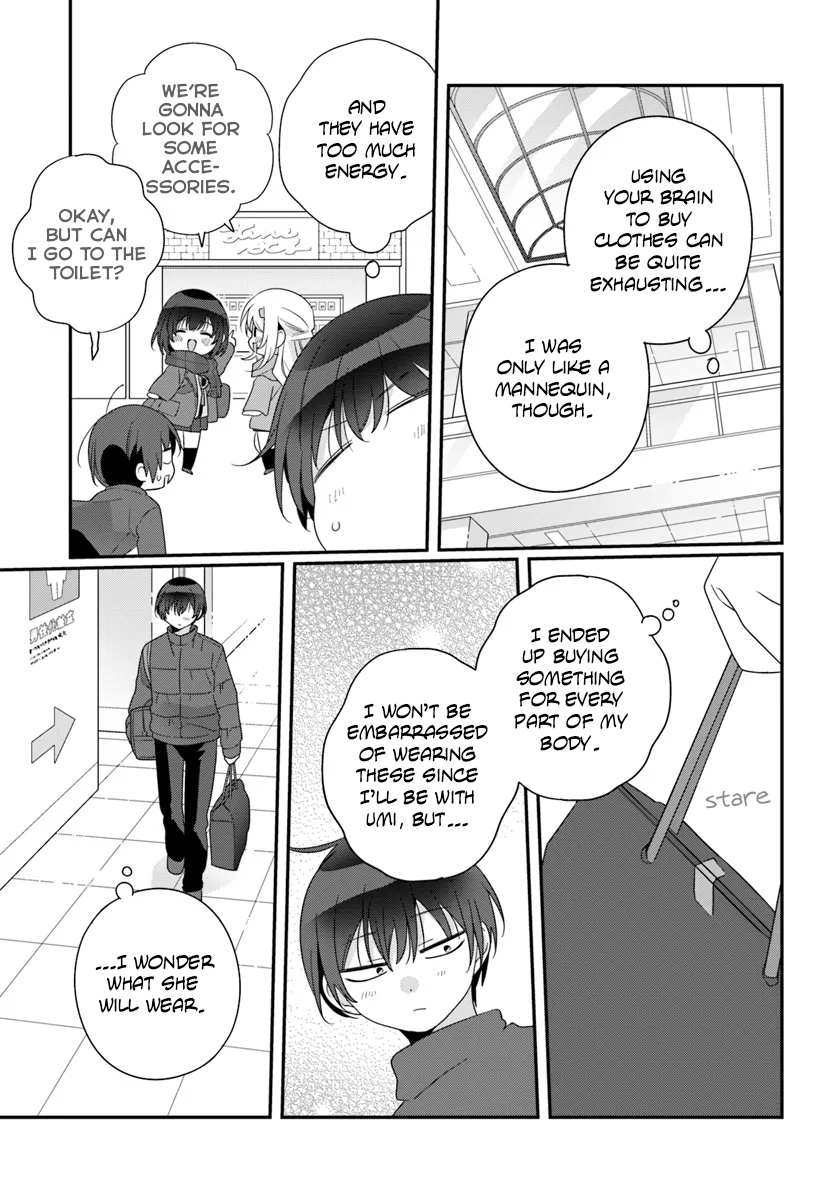 USING
YOUR BRAIN
TO BUY
CLOTHES CAN
BE QUITE
EXHAUSTING...
I WAS
ONLY LIKE A
MANNEQUIN,
THOUGH.
AND
THEY HAVE
TOO MUCH
ENERGY.
WE'RE
GONNA
LOOK FOR
SOME
ACCE-
SSORIES.
OKAY,
BUT CAN
I GO TO THE
TOILET?
I ENDED
UP BUYING
SOMETHING
FOR EVERY
PART OF MY
BODY.
stare
I WON'T BE
EMBARRASSED
OF WEARING
THESE SINCE
I'LL BE WITH
UMI, BUT...
...I WONDER
WHAT SHE
WILL WEAR.